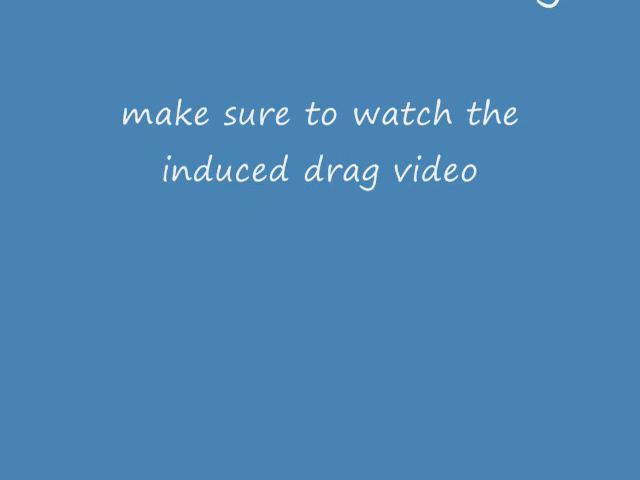 make sure to watch the
induced drag video